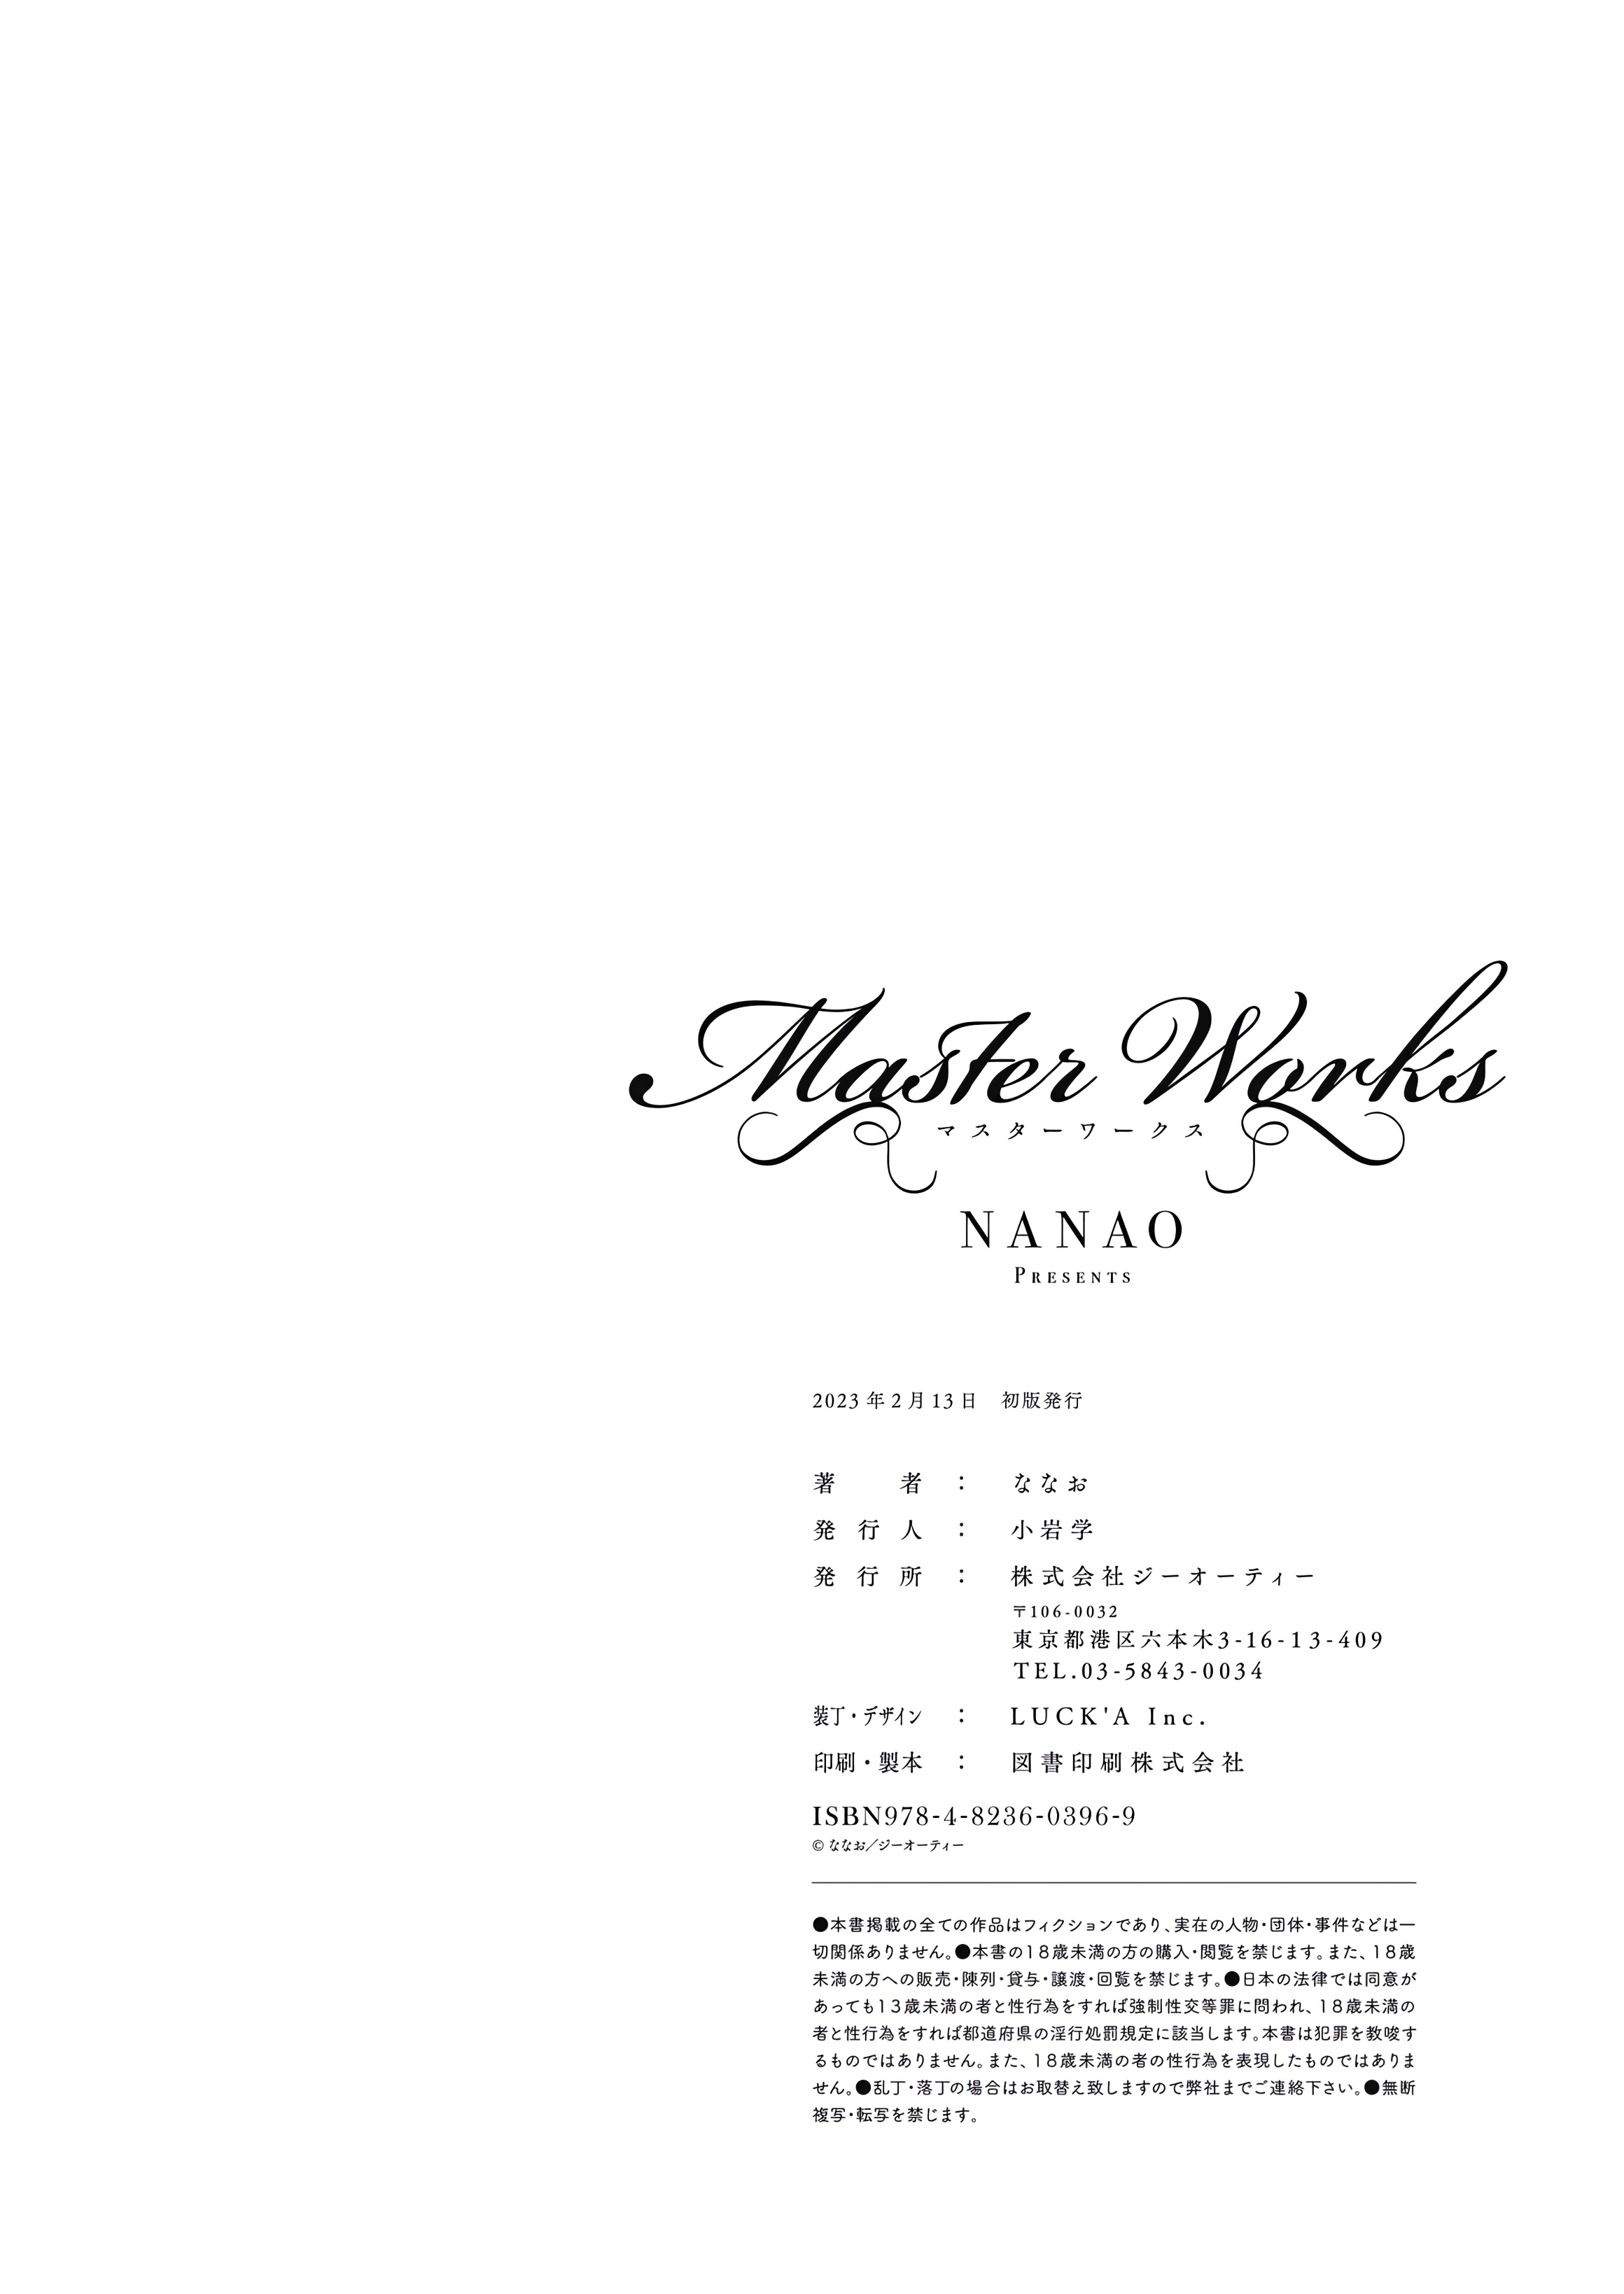 Master Works
マスターワークス
NANAO
PRESENTS
2023年2月13日　初版発行
著者：ななお
発行人：小岩学
発行所：株式会社ジーオーティー
〒106-0032
東京都港区六本木3-16-13-409
TEL.03-5843-0034
装丁・デザイン：LUCK'A Inc.
印刷・製本：図書印刷株式会社
ISBN978-4-8236-0396-9
© ななお／ジーオーティー
●本書掲載の全ての作品はフィクションであり、実在の人物・団体・事件などは一
切関係ありません。●本書の18歳未満の方の購入・閲覧を禁じます。また、18歳
未満の方への販売・陳列・貸与・譲渡・回覧を禁じます。●日本の法律では同意が
あっても13歳未満の者と性行為をすれば強制性交等罪に問われ、18歳未満の
者と性行為をすれば都道府県の淫行処罰規定に該当します。本書は犯罪を教唆す
るものではありません。また、18歳未満の者の性行為を表現したものではありま
せん。●乱丁・落丁の場合はお取替え致しますので弊社までご連絡下さい。●無断
複写・転写を禁じます。